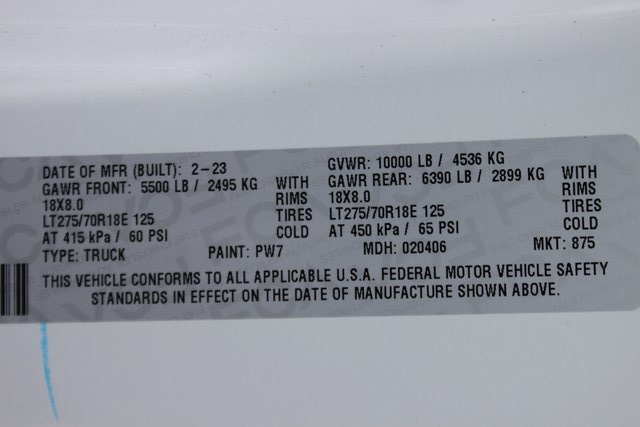 DATE OF MFR (BUILT): 2-23 GVWR: 10000 LB / 4536 KG
GAWR FRONT: 5500 LB / 2495 KG WITH GAWR REAR: 6390 LB / 2899 KG WITH
18X8.0 RIMS 18X8.0 RIMS
LT275/70R18E 125 TIRES LT275/70R18E 125 TIRES
AT 415 kPa / 60 PSI COLD AT 450 kPa / 65 PSI COLD
TYPE: TRUCK PAINT: PW7 MDH: 020406 MKT: 875
THIS VEHICLE CONFORMS TO ALL APPLICABLE U.S.A. FEDERAL MOTOR VEHICLE SAFETY
STANDARDS IN EFFECT ON THE DATE OF MANUFACTURE SHOWN ABOVE.